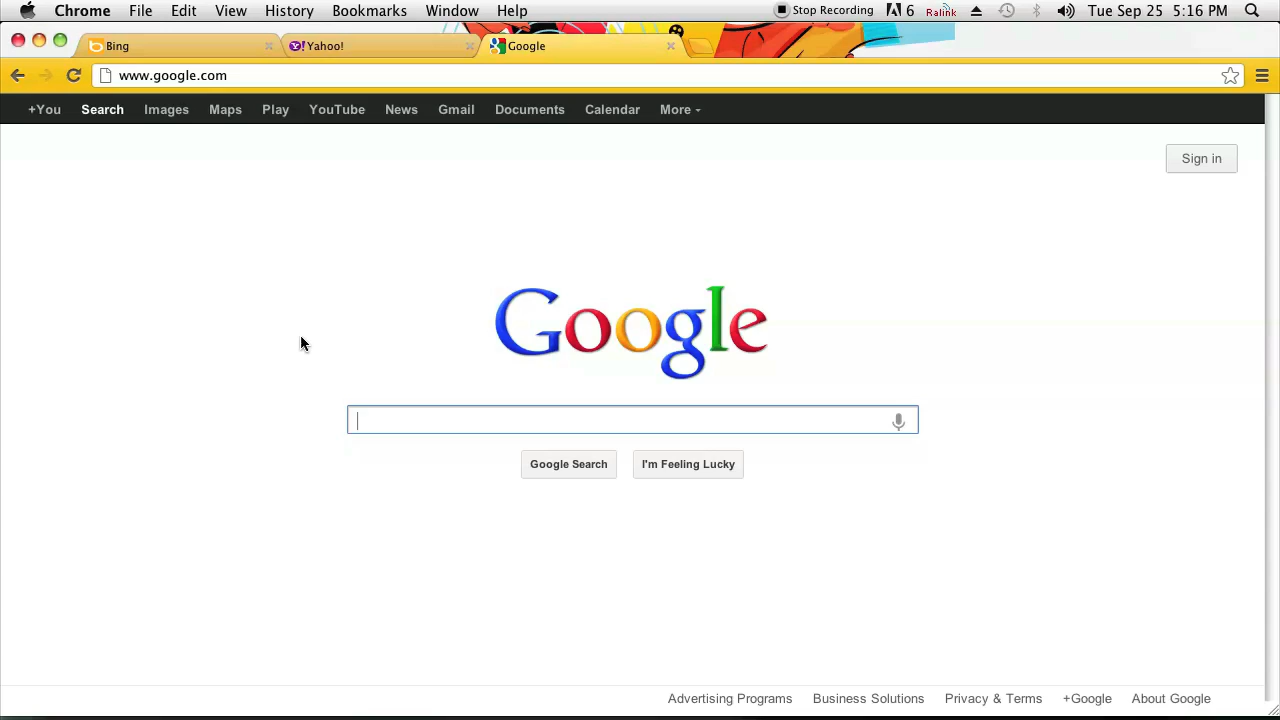 Chrome File Edit View History Bookmarks Window Help Stop Recording 6 Ralink Tue Sep 25 5:16 PM
Bing Yahoo! Google
www.google.com
+You Search Images Maps Play YouTube News Gmail Documents Calendar More
Sign in
Google
Google Search I'm Feeling Lucky
Advertising Programs Business Solutions Privacy & Terms +Google About Google